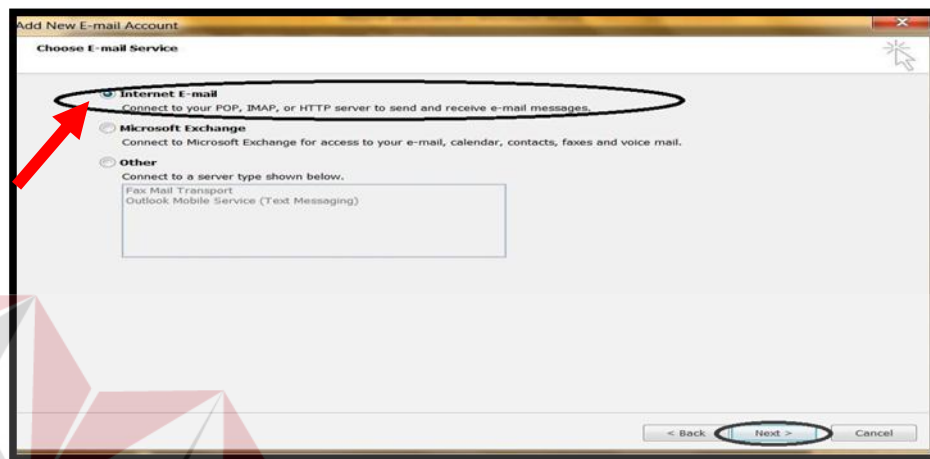 Add New E-mail Account
Choose E-mail Service
Internet E-mail
Connect to your POP, IMAP, or HTTP server to send and receive e-mail messages.
Microsoft Exchange
Connect to Microsoft Exchange for access to your e-mail, calendar, contacts, faxes and voice mail.
Other
Connect to a server type shown below.
Fax Mail Transport
Outlook Mobile Service (Text Messaging)
< Back Next > Cancel